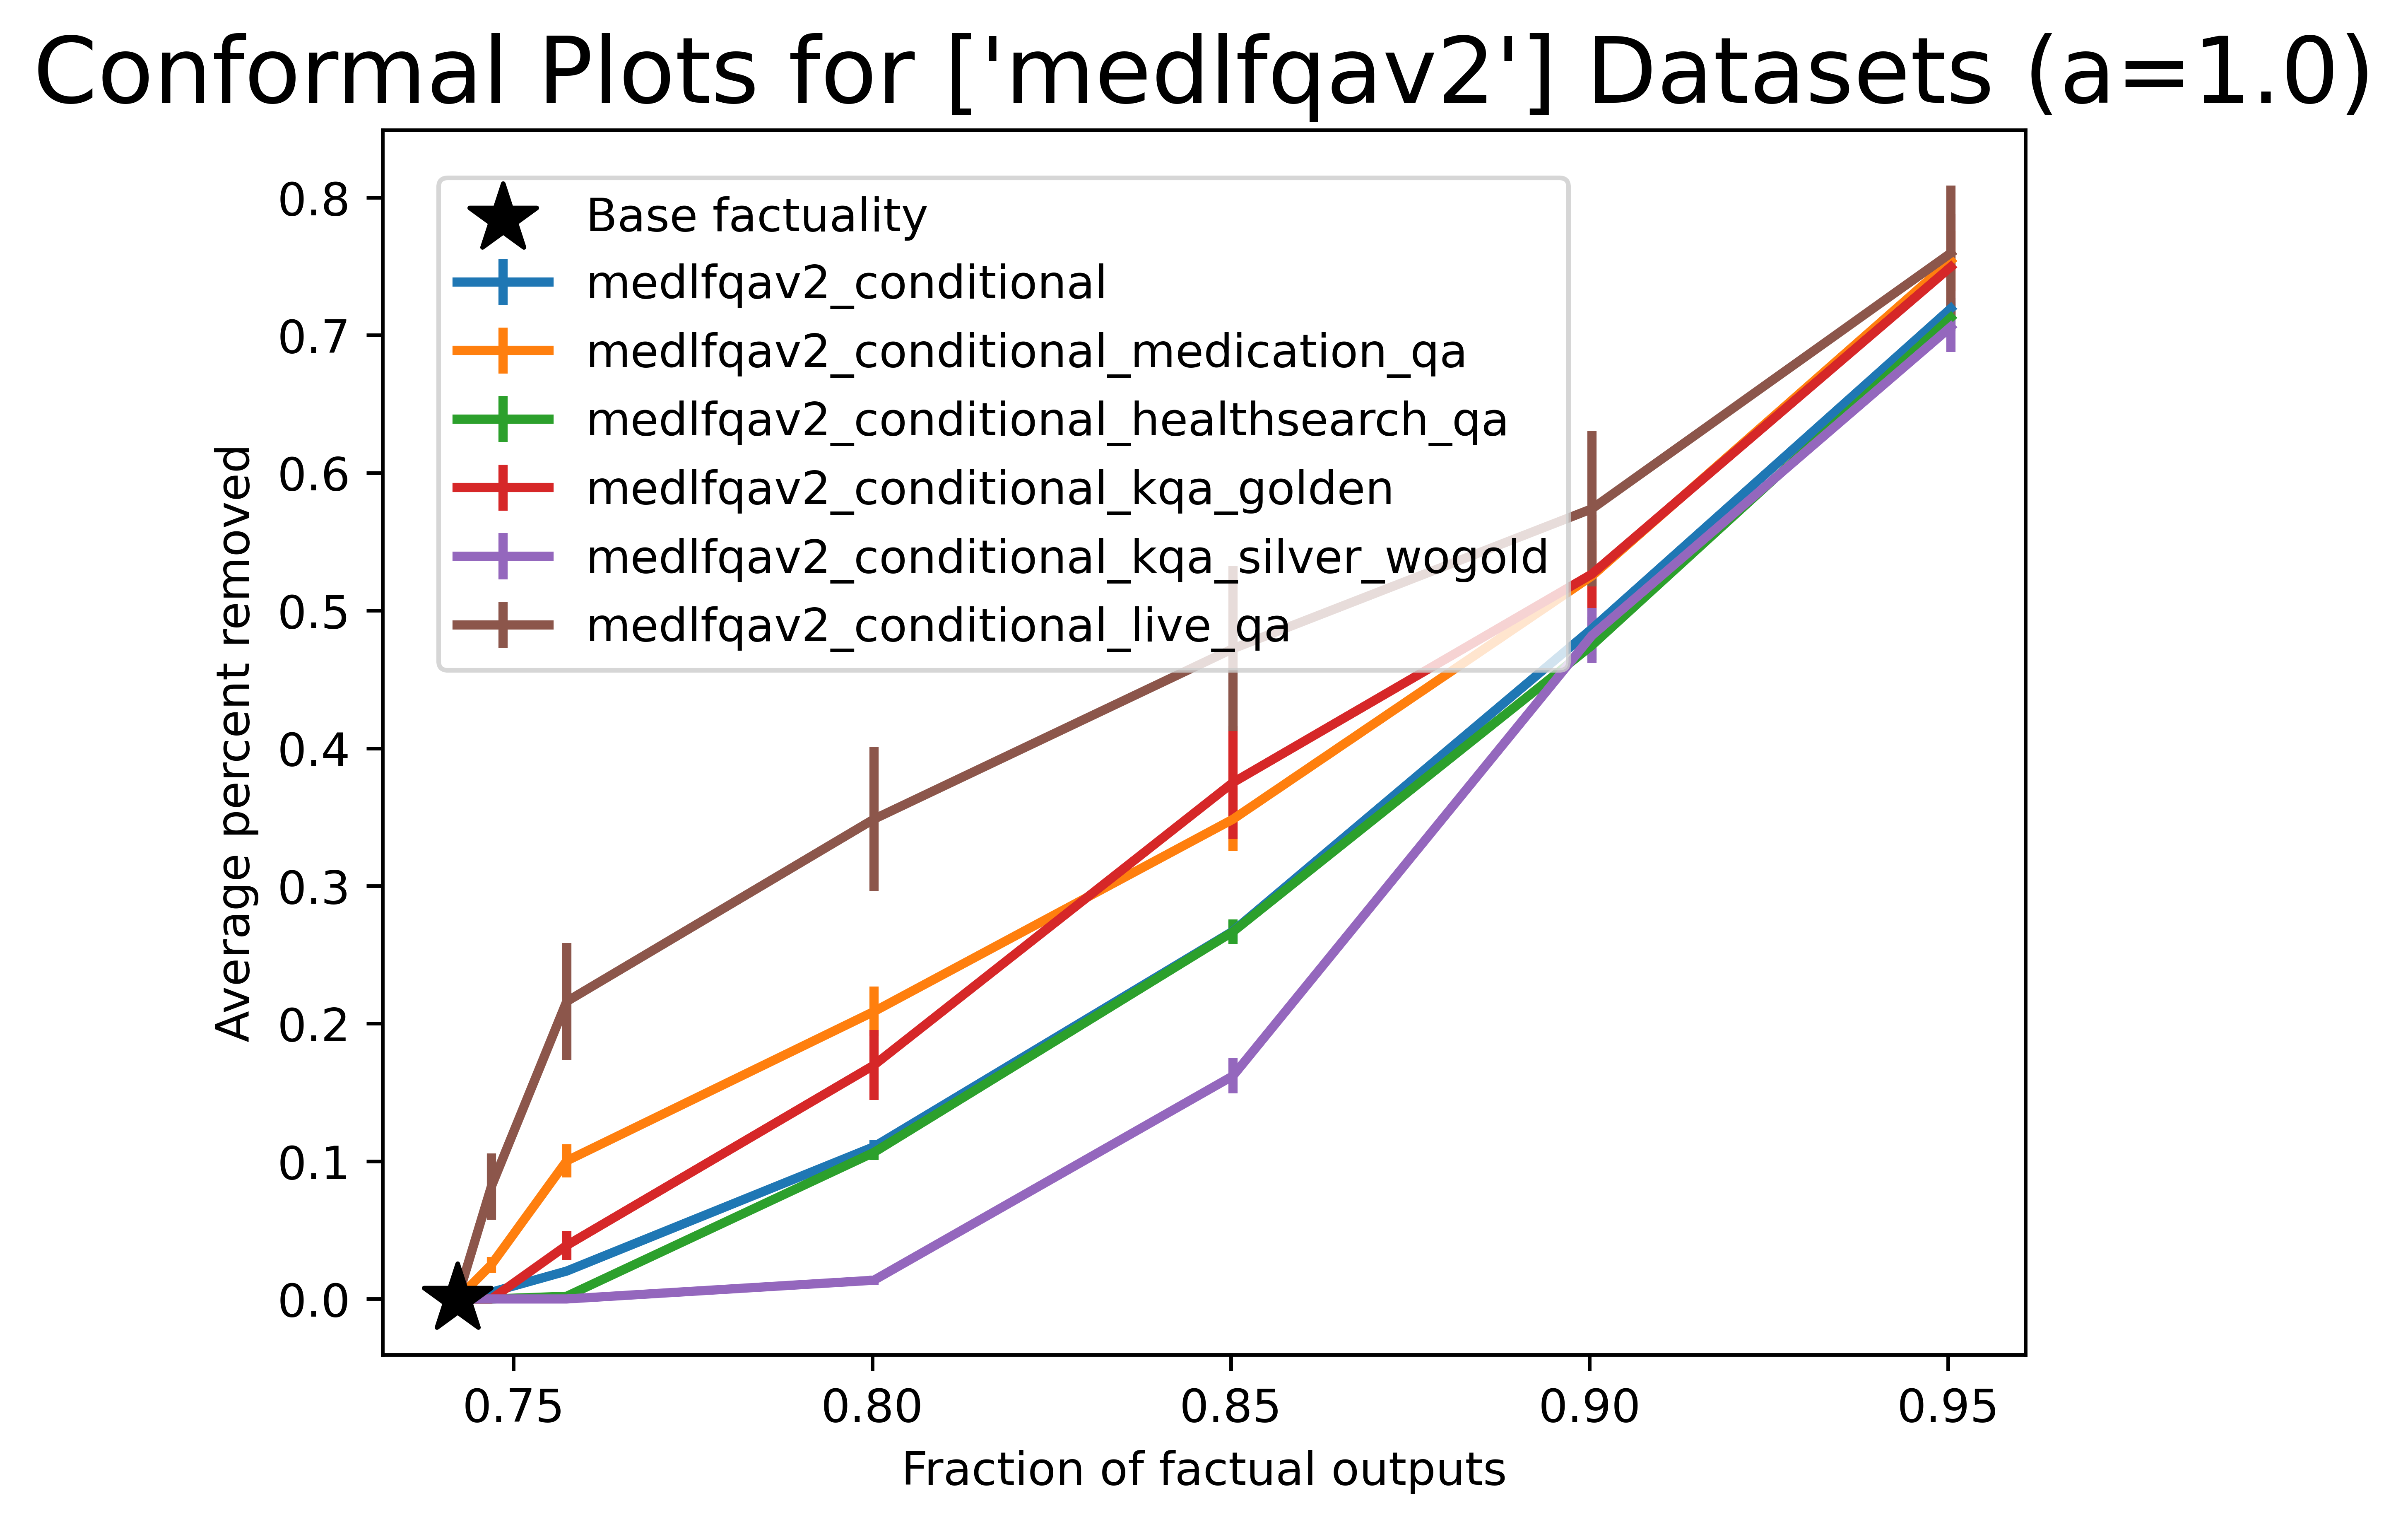 Conformal Plots for ['medlfqav2'] Datasets (a=1.0)
Average percent removed
0.8
0.7
0.6
0.5
0.4
0.3
0.2
0.1
0.0
Base factuality
medlfqav2_conditional
medlfqav2_conditional_medication_qa
medlfqav2_conditional_healthsearch_qa
medlfqav2_conditional_kqa_golden
medlfqav2_conditional_kqa_silver_wogold
medlfqav2_conditional_live_qa
0.75 0.80 0.85 0.90 0.95
Fraction of factual outputs